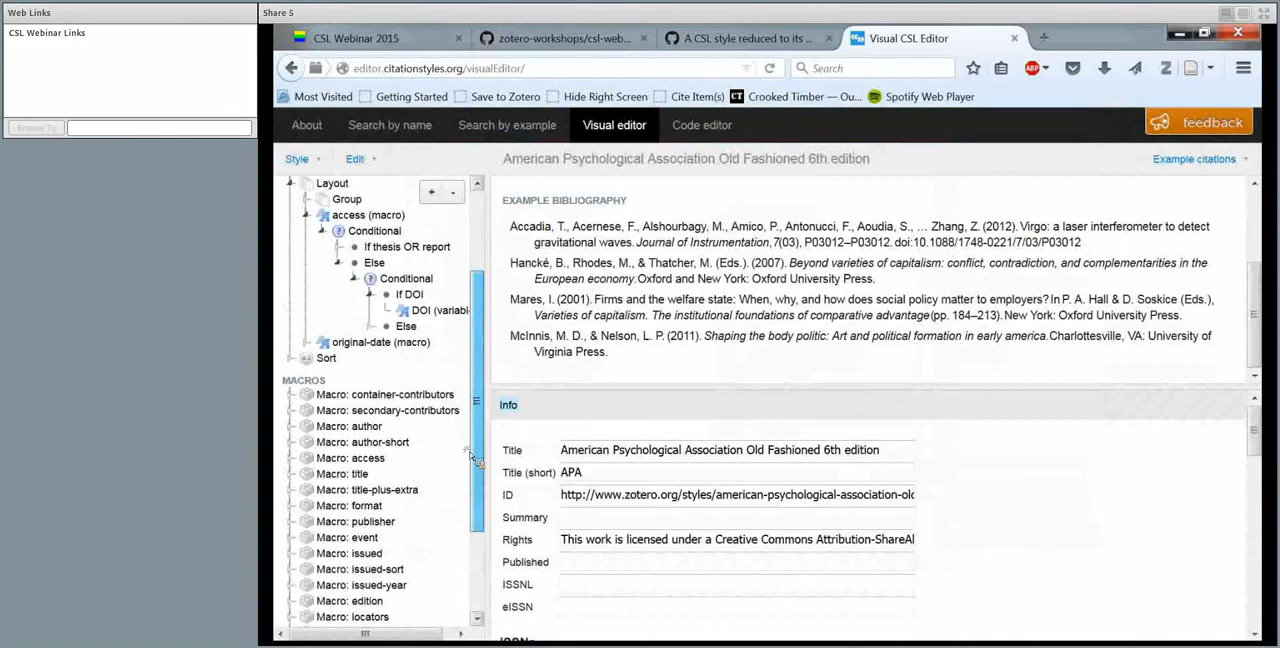 Web Links
Share 5
CSL Webinar Links
Browse To
CSL Webinar 2015
zotero-workshops/csl-web...
A CSL style reduced to its ...
Visual CSL Editor
editor.citationstyles.org/visualEditor/
Search
ABP
Z
Most Visited
Getting Started
Save to Zotero
Hide Right Screen
Cite Item(s)
CT Crooked Timber — Ou...
Spotify Web Player
About
Search by name
Search by example
Visual editor
Code editor
feedback
Style
Edit
American Psychological Association Old Fashioned 6th edition
Example citations
Layout
Group
access (macro)
Conditional
If thesis OR report
Else
Conditional
If DOI
DOI (variabl
Else
original-date (macro)
Sort
MACROS
Macro: container-contributors
Macro: secondary-contributors
Macro: author
Macro: author-short
Macro: access
Macro: title
Macro: title-plus-extra
Macro: format
Macro: publisher
Macro: event
Macro: issued
Macro: issued-sort
Macro: issued-year
Macro: edition
Macro: locators
+ -
EXAMPLE BIBLIOGRAPHY
Accadia, T., Acernese, F., Alshourbagy, M., Amico, P., Antonucci, F., Aoudia, S., … Zhang, Z. (2012). Virgo: a laser interferometer to detect
gravitational waves. Journal of Instrumentation, 7(03), P03012–P03012. doi:10.1088/1748-0221/7/03/P03012
Hancké, B., Rhodes, M., & Thatcher, M. (Eds.). (2007). Beyond varieties of capitalism: conflict, contradiction, and complementarities in the
European economy. Oxford and New York: Oxford University Press.
Mares, I. (2001). Firms and the welfare state: When, why, and how does social policy matter to employers? In P. A. Hall & D. Soskice (Eds.),
Varieties of capitalism. The institutional foundations of comparative advantage (pp. 184–213). New York: Oxford University Press.
McInnis, M. D., & Nelson, L. P. (2011). Shaping the body politic: Art and political formation in early america. Charlottesville, VA: University of
Virginia Press.
Info
Title American Psychological Association Old Fashioned 6th edition
Title (short) APA
ID http://www.zotero.org/styles/american-psychological-association-old
Summary
Rights This work is licensed under a Creative Commons Attribution-ShareAl
Published
ISSNL
eISSN